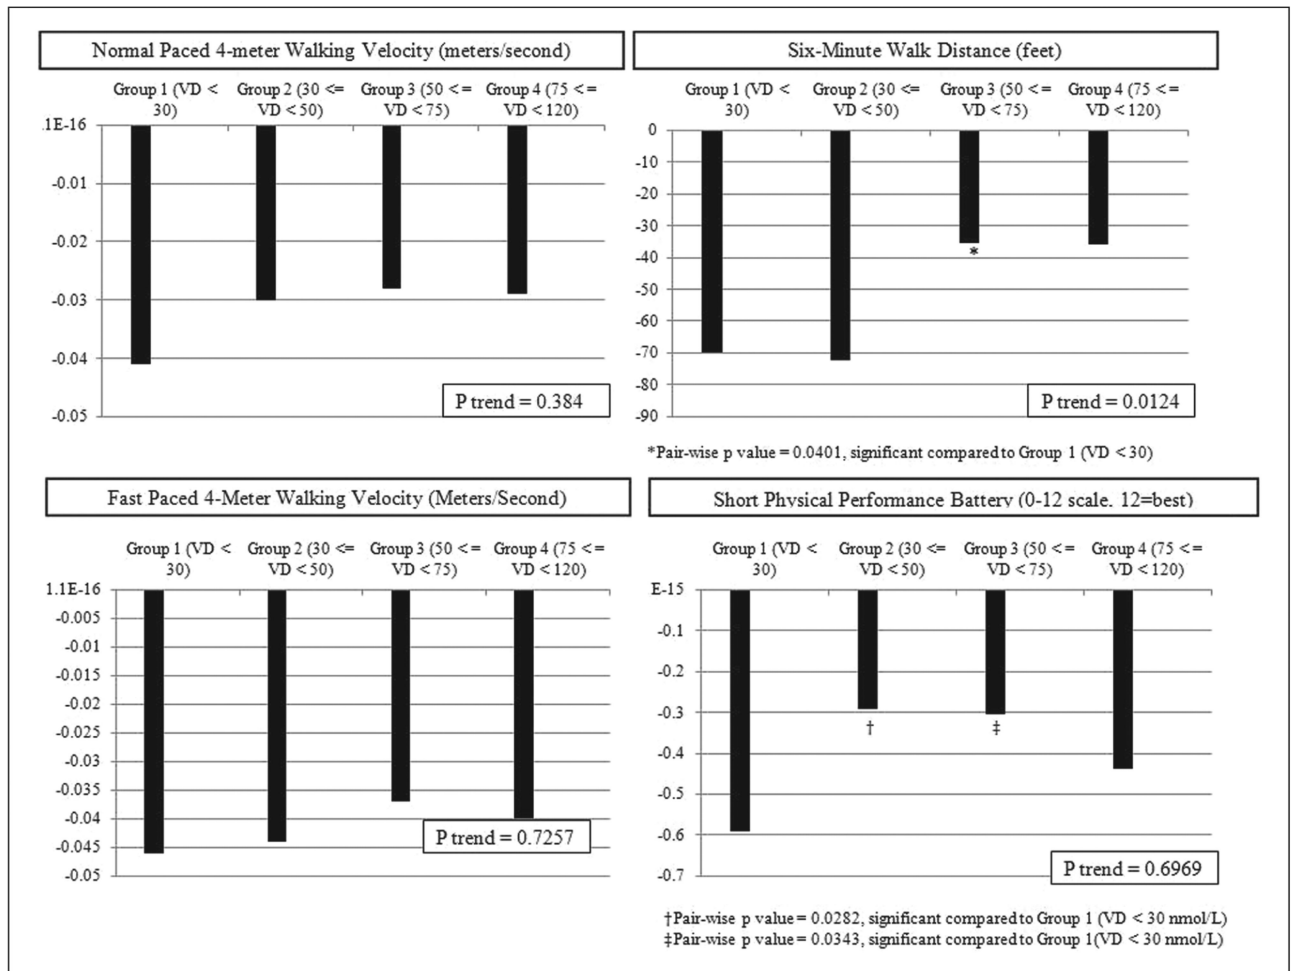 Normal Paced 4-meter Walking Velocity (meters/second)
Group 1 (VD < 30)
Group 2 (30 <= VD < 50)
Group 3 (50 <= VD < 75)
Group 4 (75 <= VD < 120)
.1E-16
-0.01
-0.02
-0.03
-0.04
-0.05
P trend = 0.384
Six-Minute Walk Distance (feet)
Group 1 (VD < 30)
Group 2 (30 <= VD < 50)
Group 3 (50 <= VD < 75)
Group 4 (75 <= VD < 120)
0
-10
-20
-30
-40
-50
-60
-70
-80
-90
*
P trend = 0.0124
*Pair-wise p value = 0.0401, significant compared to Group 1 (VD < 30)
Fast Paced 4-Meter Walking Velocity (Meters/Second)
Group 1 (VD < 30)
Group 2 (30 <= VD < 50)
Group 3 (50 <= VD < 75)
Group 4 (75 <= VD < 120)
1.1E-16
-0.005
-0.01
-0.015
-0.02
-0.025
-0.03
-0.035
-0.04
-0.045
-0.05
P trend = 0.7257
Short Physical Performance Battery (0-12 scale, 12=best)
Group 1 (VD < 30)
Group 2 (30 <= VD < 50)
Group 3 (50 <= VD < 75)
Group 4 (75 <= VD < 120)
E-15
-0.1
-0.2
-0.3
-0.4
-0.5
-0.6
-0.7
†
‡
P trend = 0.6969
†Pair-wise p value = 0.0282, significant compared to Group 1 (VD < 30 nmol/L)
‡Pair-wise p value = 0.0343, significant compared to Group 1(VD < 30 nmol/L)